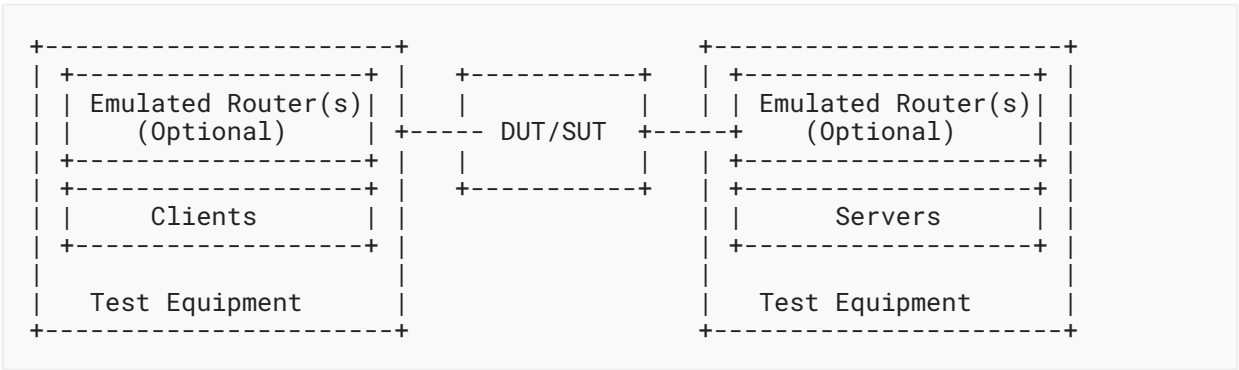 Emulated Router(s) Emulated Router(s)
(Optional) DUT/SUT (Optional)
Clients Servers
Test Equipment Test Equipment